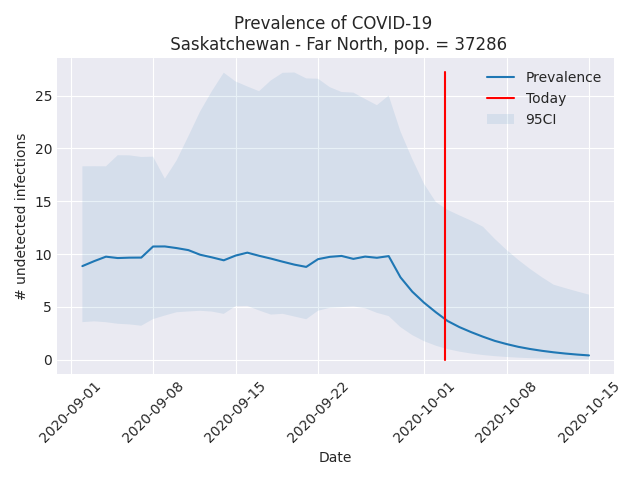 Prevalence of COVID-19
Saskatchewan - Far North, pop. = 37286
Prevalence
Today
95CI
# undetected infections
25
20
15
10
5
0
2020-09-01
2020-09-08
2020-09-15
2020-09-22
2020-10-01
2020-10-08
2020-10-15
Date